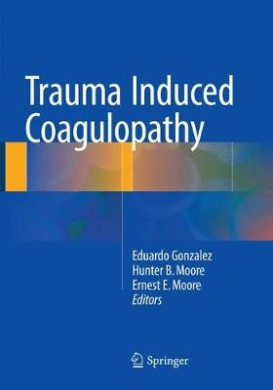 Trauma Induced
Coagulopathy
Eduardo Gonzalez
Hunter B. Moore
Ernest E. Moore
Editors
Springer